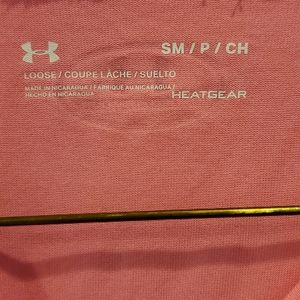 SM / P / CH
LOOSE / COUPE LÂCHE / SUELTO
MADE IN NICARAGUA / FABRIQUÉ AU NICARAGUA /
HECHO EN NICARAGUA
HEATGEAR